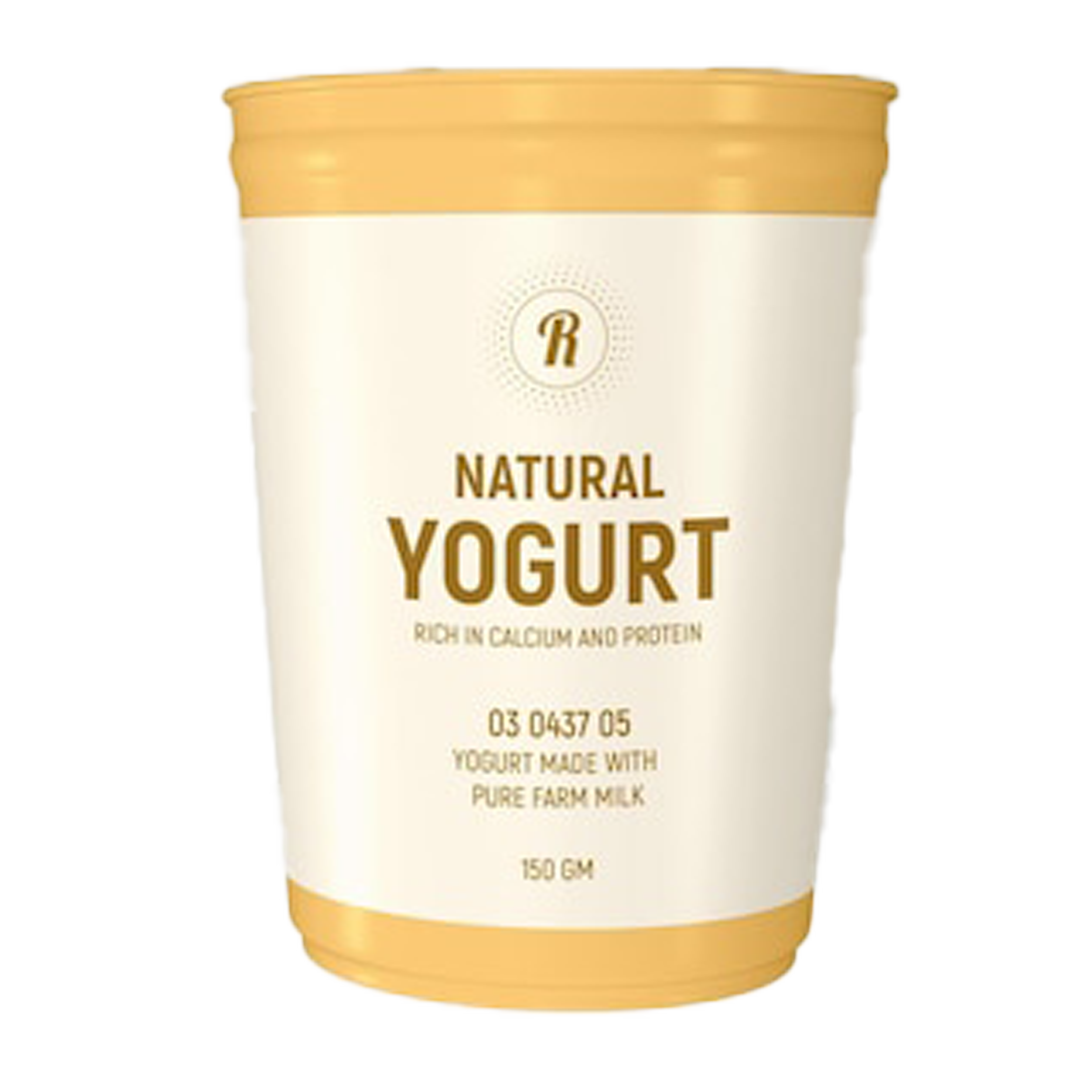 R
NATURAL
YOGURT
RICH IN CALCIUM AND PROTEIN
03 0437 05
YOGURT MADE WITH
PURE FARM MILK
150 GM